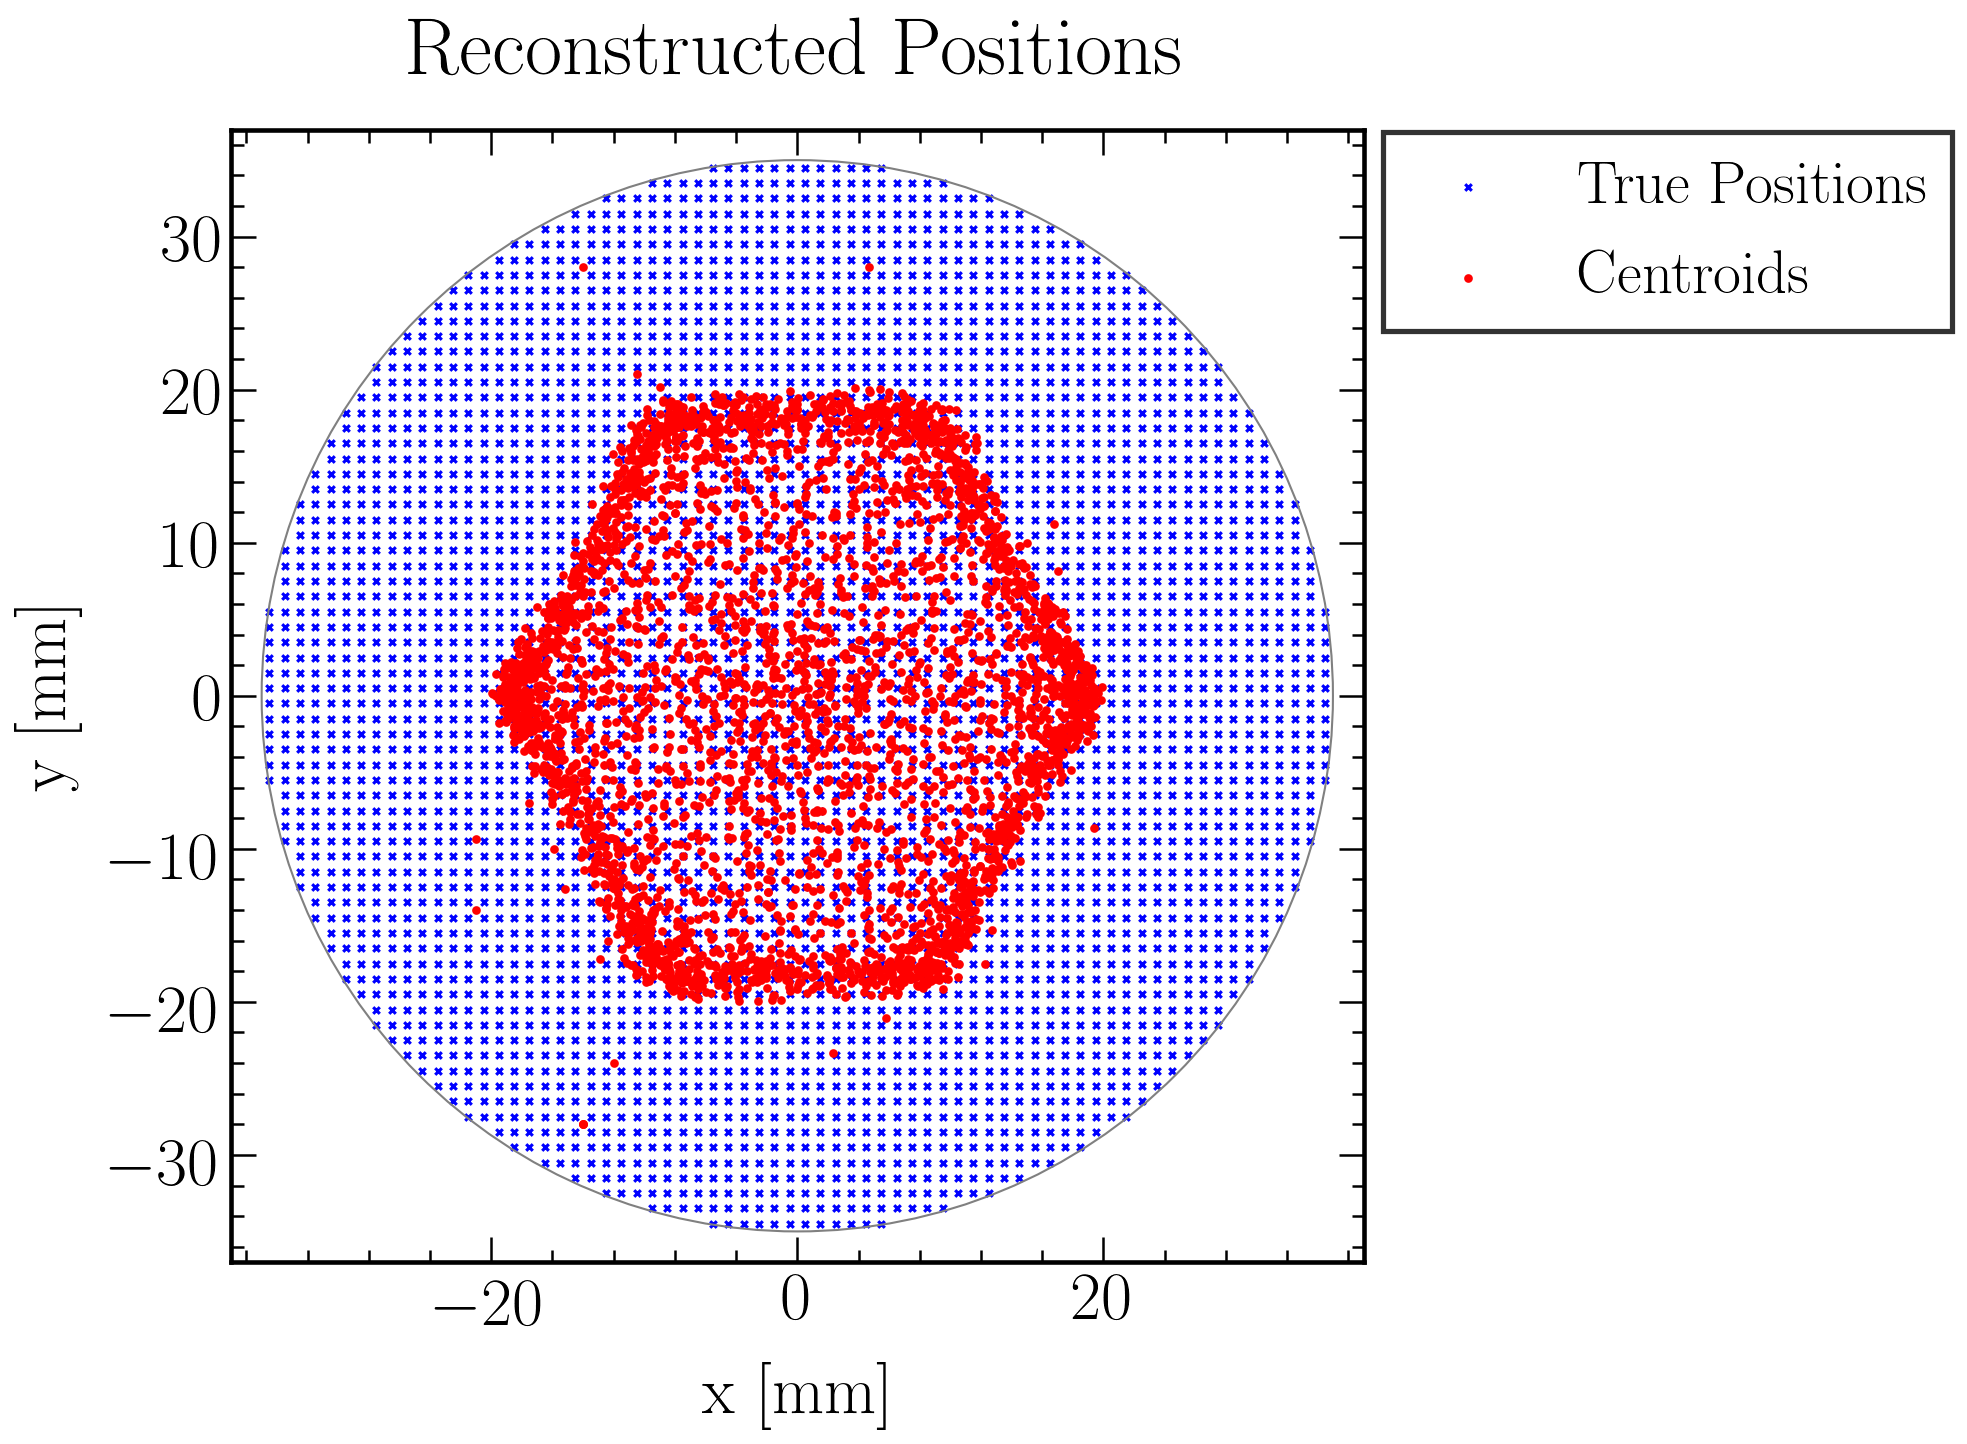 Reconstructed Positions
True Positions
Centroids
30
20
10
0
−10
−20
−30
y [mm]
−20 0 20
x [mm]